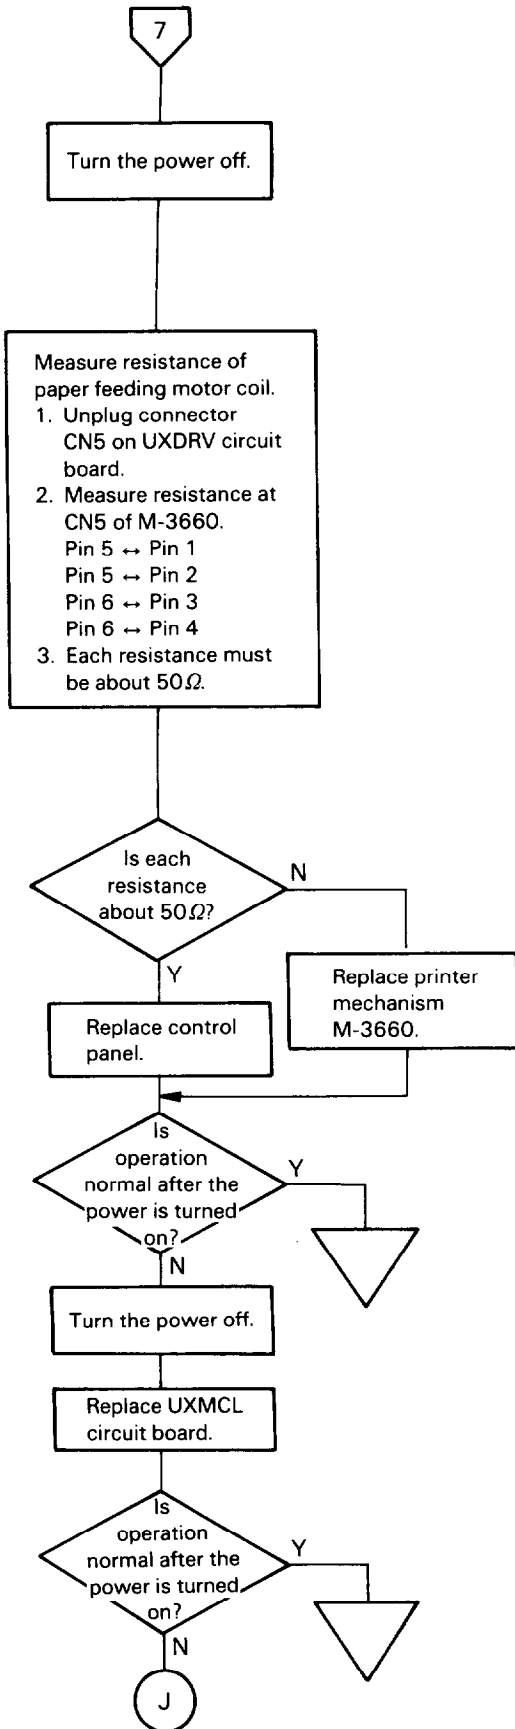 7
Turn the power off.
Measure resistance of
paper feeding motor coil.
1. Unplug connector
CN5 on UXDRV circuit
board.
2. Measure resistance at
CN5 of M-3660.
Pin 5 ↔ Pin 1
Pin 5 ↔ Pin 2
Pin 6 ↔ Pin 3
Pin 6 ↔ Pin 4
3. Each resistance must
be about 50Ω.
Is each
resistance
about 50Ω?
N
Y
Replace printer
mechanism
M-3660.
Replace control
panel.
Is
operation
normal after the
power is turned
on?
Y
N
Turn the power off.
Replace UXMCL
circuit board.
Is
operation
normal after the
power is turned
on?
Y
N
J